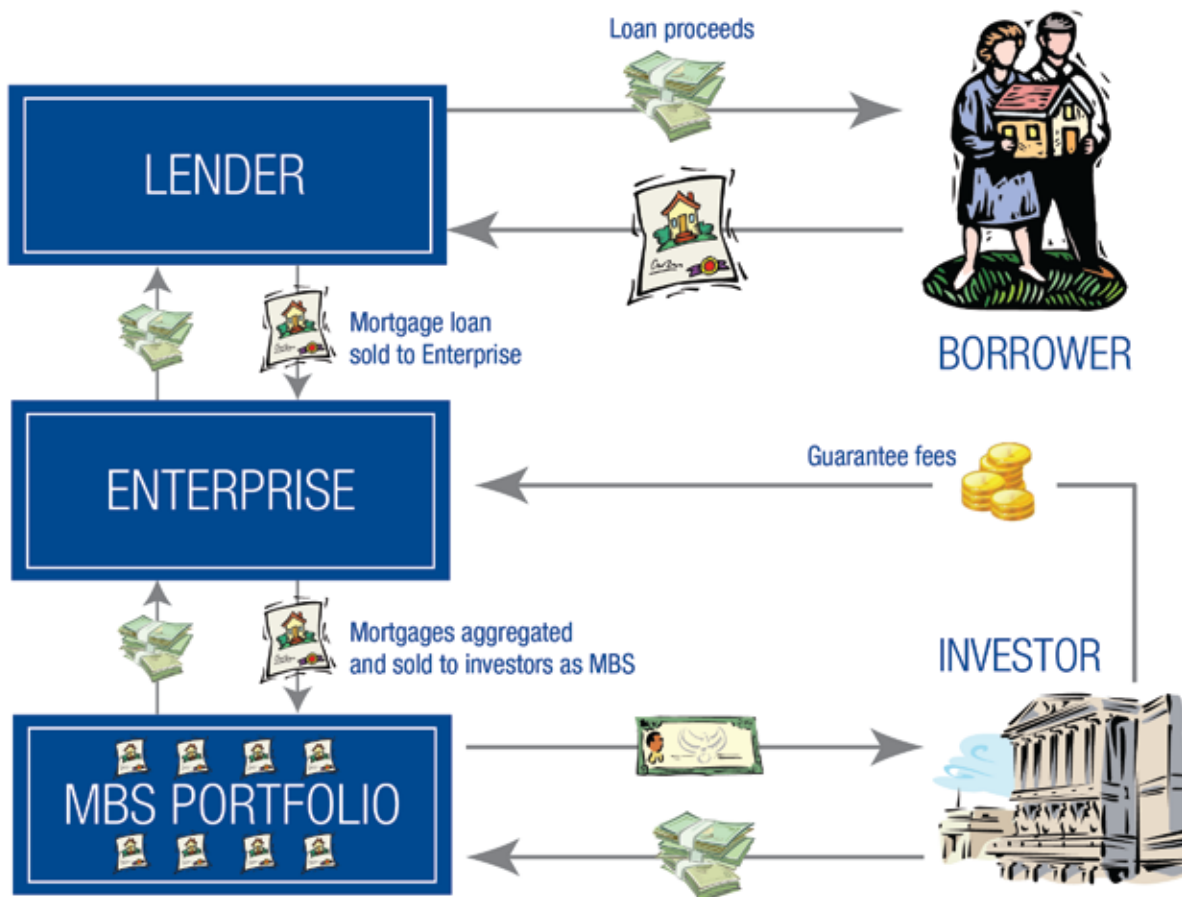 Loan proceeds
LENDER
Mortgage loan
sold to Enterprise
BORROWER
ENTERPRISE
Guarantee fees
Mortgages aggregated
and sold to investors as MBS
INVESTOR
MBS PORTFOLIO